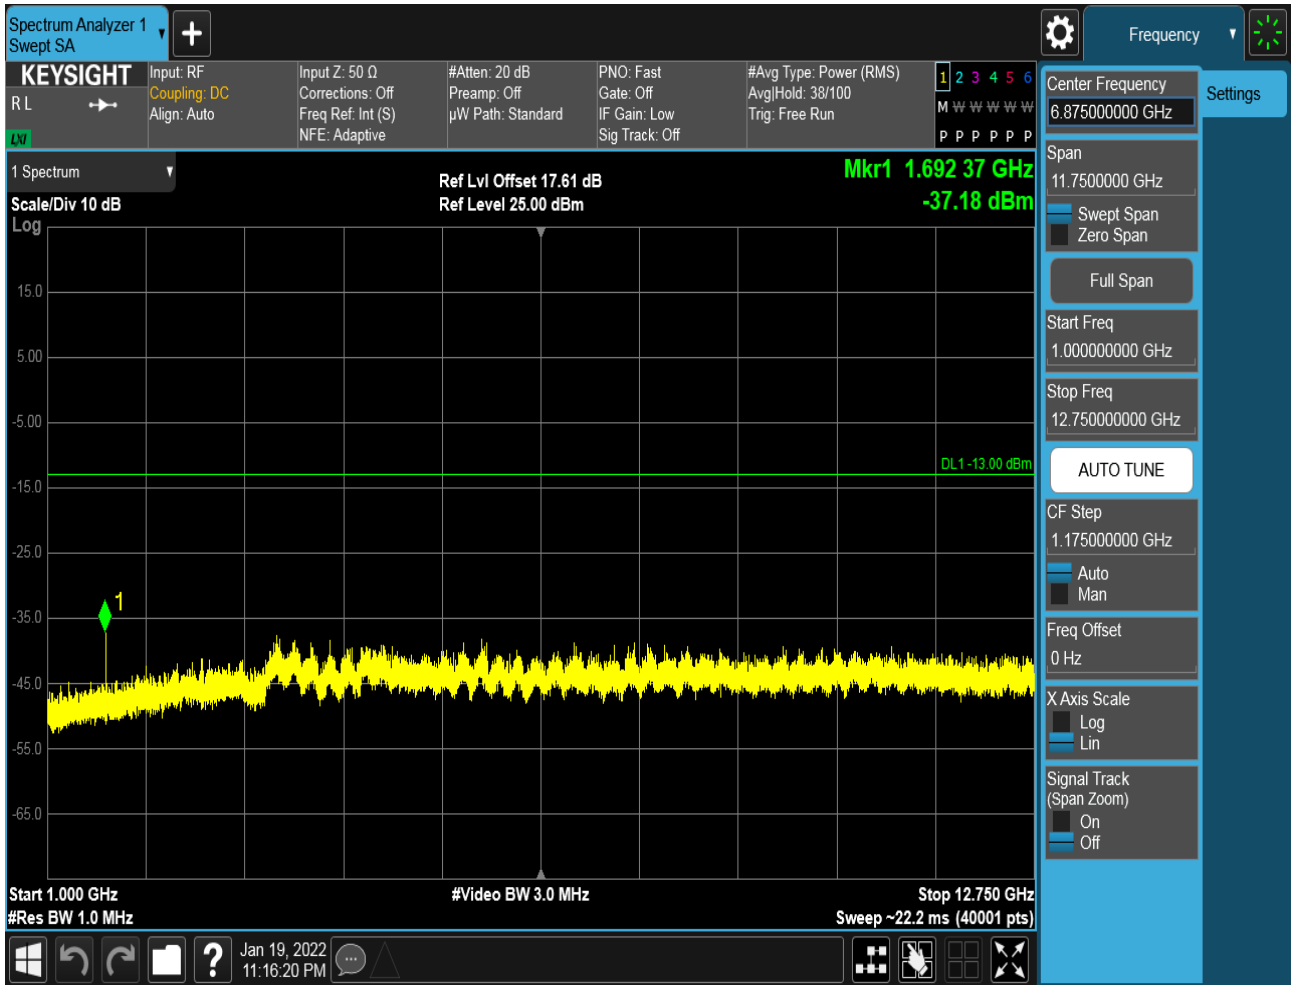 Spectrum Analyzer 1
Swept SA
Frequency
KEYSIGHT
R L
LXI
Input: RF
Coupling: DC
Align: Auto
Input Z: 50 Ω
Corrections: Off
Freq Ref: Int (S)
NFE: Adaptive
#Atten: 20 dB
Preamp: Off
µW Path: Standard
PNO: Fast
Gate: Off
IF Gain: Low
Sig Track: Off
#Avg Type: Power (RMS)
Avg|Hold: 38/100
Trig: Free Run
1 2 3 4 5 6
M W W W W W
P P P P P P
1 Spectrum
Scale/Div 10 dB
Log
Ref Lvl Offset 17.61 dB
Ref Level 25.00 dBm
Mkr1 1.692 37 GHz
-37.18 dBm
15.0
5.00
-5.00
-15.0
-25.0
-35.0
-45.0
-55.0
-65.0
DL1 -13.00 dBm
1
Start 1.000 GHz
#Res BW 1.0 MHz
#Video BW 3.0 MHz
Stop 12.750 GHz
Sweep ~22.2 ms (40001 pts)
Jan 19, 2022
11:16:20 PM
Center Frequency
6.875000000 GHz
Settings
Span
11.7500000 GHz
Swept Span
Zero Span
Full Span
Start Freq
1.000000000 GHz
Stop Freq
12.750000000 GHz
AUTO TUNE
CF Step
1.175000000 GHz
Auto
Man
Freq Offset
0 Hz
X Axis Scale
Log
Lin
Signal Track
(Span Zoom)
On
Off